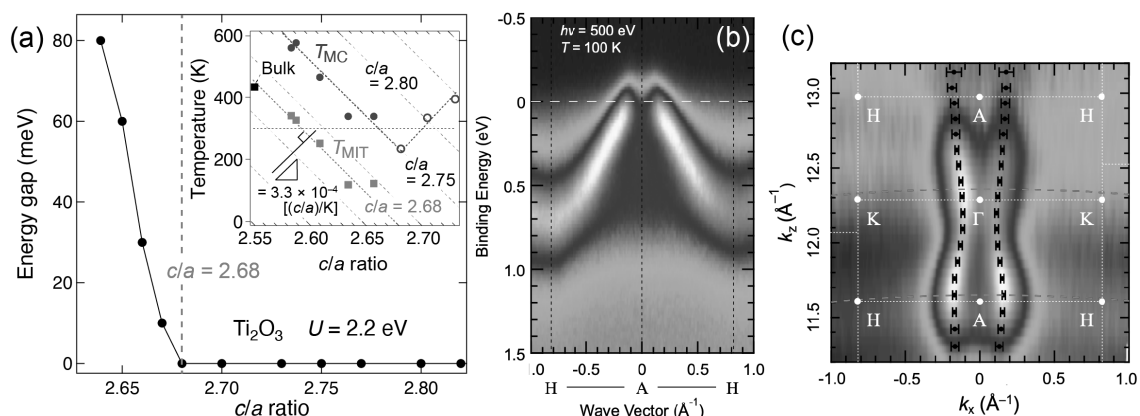 (a)
Energy gap (meV)
80
60
40
20
0
2.65
2.70
2.75
2.80
c/a ratio
c/a = 2.68
Ti2O3 U = 2.2 eV
Temperature (K)
600
400
200
0
2.55
2.60
2.65
2.70
c/a ratio
Bulk
TMC
c/a
= 2.80
TMIT
c/a
= 2.75
= 3.3 × 10⁻⁴
[(c/a)/K]
c/a = 2.68
(b)
hν = 500 eV
T = 100 K
Binding Energy (eV)
-0.5
0
0.5
1.0
1.5
-1.0
0
1.0
H A H
Wave Vector (Å⁻¹)
(c)
kz (Å⁻¹)
13.0
12.5
12.0
11.5
H A H
K Γ K
H A H
-1.0
-0.5
0
0.5
1.0
kx (Å⁻¹)